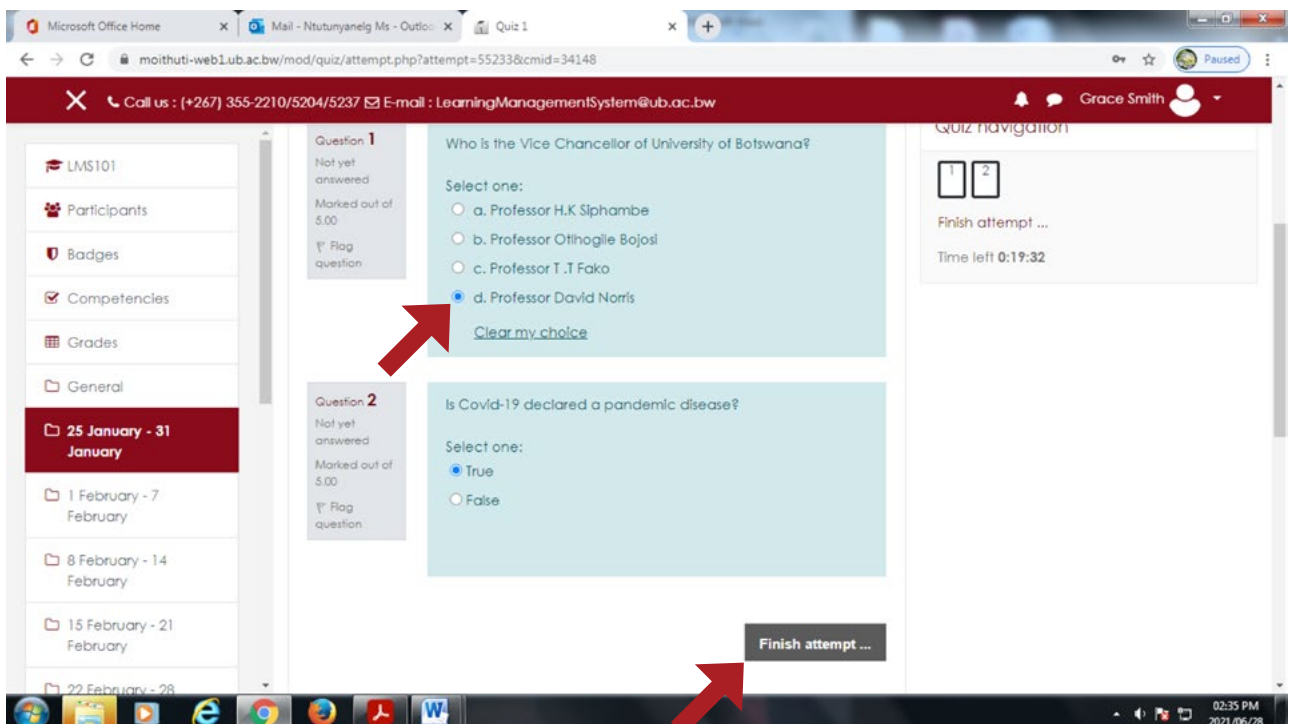 Microsoft Office Home
Mail - Ntutunyanelg Ms - Outloo
Quiz 1
moithuti-web1.ub.ac.bw/mod/quiz/attempt.php?attempt=55233&cmid=34148
Paused
Call us : (+267) 355-2210/5204/5237 E-mail : LearningManagementSystem@ub.ac.bw
Grace Smith
LMS101
Participants
Badges
Competencies
Grades
General
25 January - 31
January
1 February - 7
February
8 February - 14
February
15 February - 21
February
22 February - 28
Question 1
Not yet
answered
Marked out of
5.00
Flag
question
Who is the Vice Chancellor of University of Botswana?
Select one:
a. Professor H.K Siphambe
b. Professor Otlhogile Bojosi
c. Professor T .T Fako
d. Professor David Norris
Clear my choice
Question 2
Not yet
answered
Marked out of
5.00
Flag
question
Is Covid-19 declared a pandemic disease?
Select one:
True
False
Finish attempt ...
Quiz navigation
1 2
Finish attempt ...
Time left 0:19:32
02:35 PM
2021/06/28